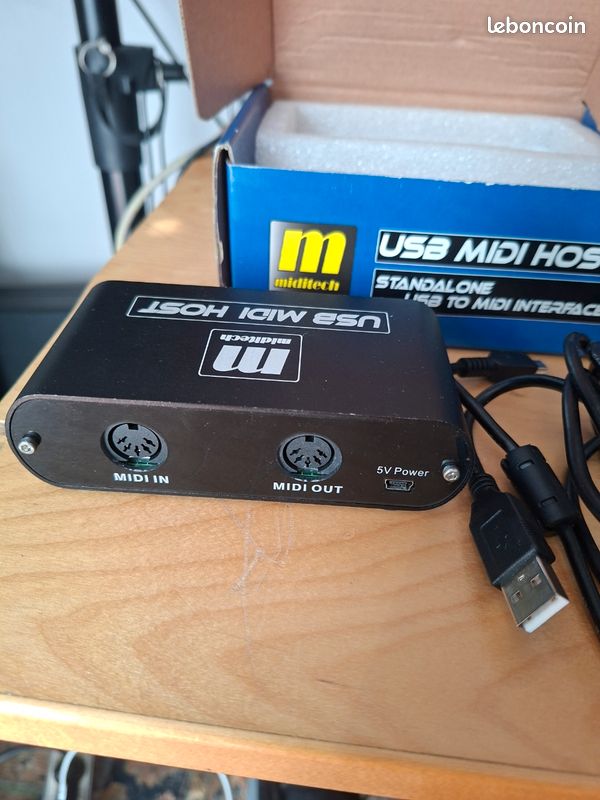 leboncoin
m
miditech
USB MIDI HOS
STANDALONE
USB TO MIDI INTERFACE
USB MIDI HOST
m
miditech
MIDI IN
MIDI OUT
5V Power